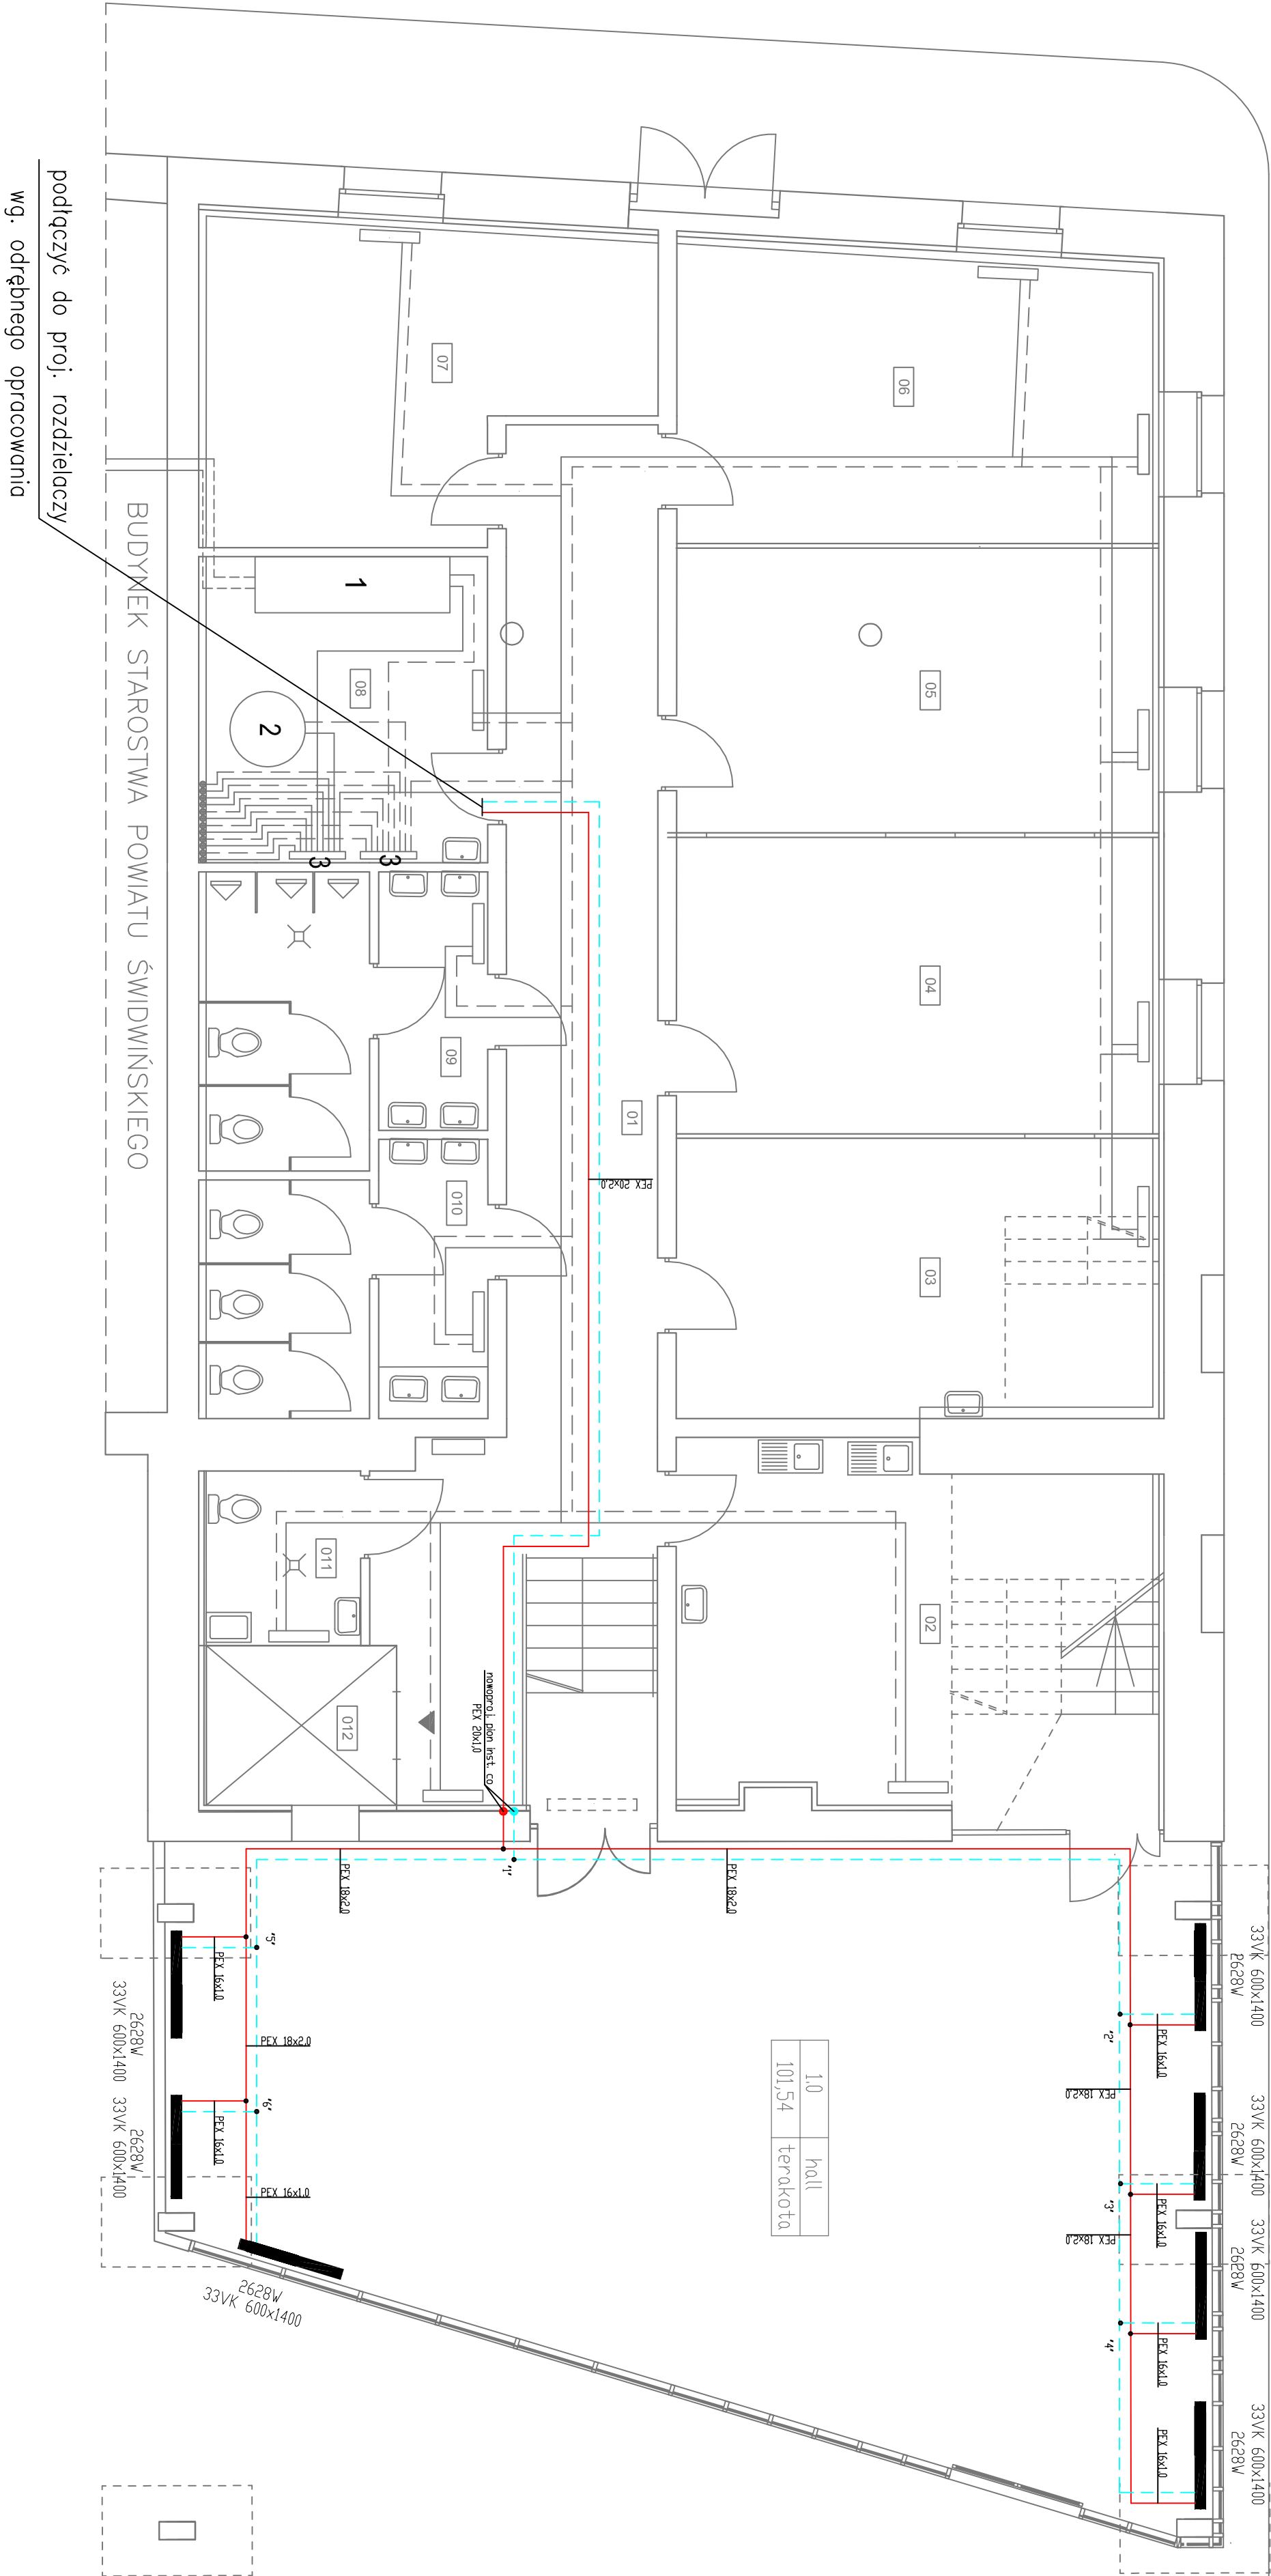 podłączyć do proj. rozdzielaczy
wg. odrębnego opracowania
BUDYNEK STAROSTWA POWIATU ŚWIDWIŃSKIEGO
07
06
1
08
2
3
3
05
04
09
01
PEX 20x2.0
010
03
011
02
012
nowoproj. pion inst. co
PEX 20x1,0
'1'
PEX 18x2.0
PEX 18x2.0
'5'
PEX 16x1.0
2628W
33VK 600x1400
PEX 18x2.0
'6'
PEX 16x1.0
2628W
33VK 600x1400
PEX 16x1.0
2628W
33VK 600x1400
1.0 hall
101,54 terakota
33VK 600x1400
2628W
PEX 16x1.0
'2'
PEX 18x2.0
33VK 600x1400
2628W
PEX 16x1.0
'3'
PEX 18x2.0
33VK 600x1400
2628W
PEX 16x1.0
'4'
33VK 600x1400
2628W
PEX 16x1.0